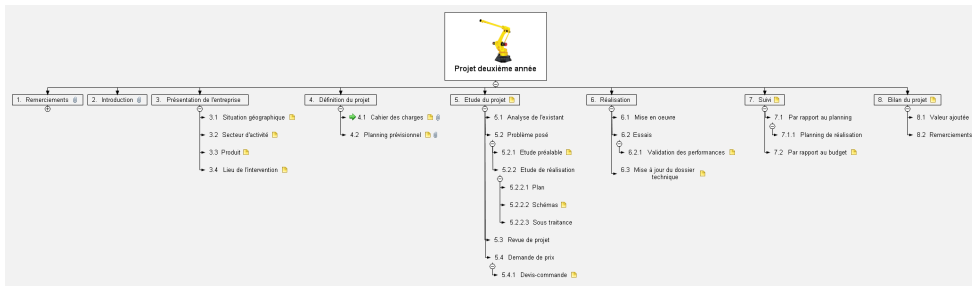 Projet deuxième année
1. Remerciements
2. Introduction
3. Présentation de l'entreprise
3.1 Situation géographique
3.2 Secteur d'activité
3.3 Produit
3.4 Lieu de l'intervention
4. Définition du projet
4.1 Cahier des charges
4.2 Planning prévisionnel
5. Etude du projet
5.1 Analyse de l'existant
5.2 Problème posé
5.2.1 Etude préalable
5.2.2 Etude de réalisation
5.2.2.1 Plan
5.2.2.2 Schémas
5.2.2.3 Sous traitance
5.3 Revue de projet
5.4 Demande de prix
5.4.1 Devis-commande
6. Réalisation
6.1 Mise en oeuvre
6.2 Essais
6.2.1 Validation des performances
6.3 Mise à jour du dossier
technique
7. Suivi
7.1 Par rapport au planning
7.1.1 Planning de réalisation
7.2 Par rapport au budget
8. Bilan du projet
8.1 Valeur ajoutée
8.2 Remerciements